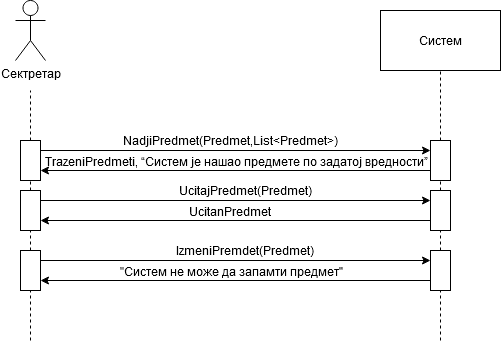 Систем
Сектретар
NadjiPredmet(Predmet,List<Predmet>)
TrazeniPredmeti, “Систем је нашао предмете по задатој вредности”
UcitajPredmet(Predmet)
UcitanPredmet
IzmeniPremdet(Predmet)
"Систем не може да запамти предмет"